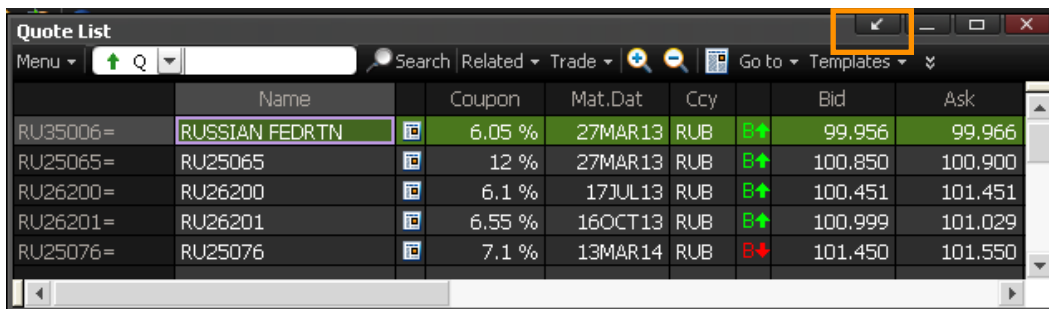 Quote List
Menu Q Search Related Trade Go to Templates
Name Coupon Mat.Dat Ccy Bid Ask
RU35006= RUSSIAN FEDRTN 6.05 % 27MAR13 RUB B 99.956 99.966
RU25065= RU25065 12 % 27MAR13 RUB B 100.850 100.900
RU26200= RU26200 6.1 % 17JUL13 RUB B 100.451 101.451
RU26201= RU26201 6.55 % 16OCT13 RUB B 100.999 101.029
RU25076= RU25076 7.1 % 13MAR14 RUB B 101.450 101.550